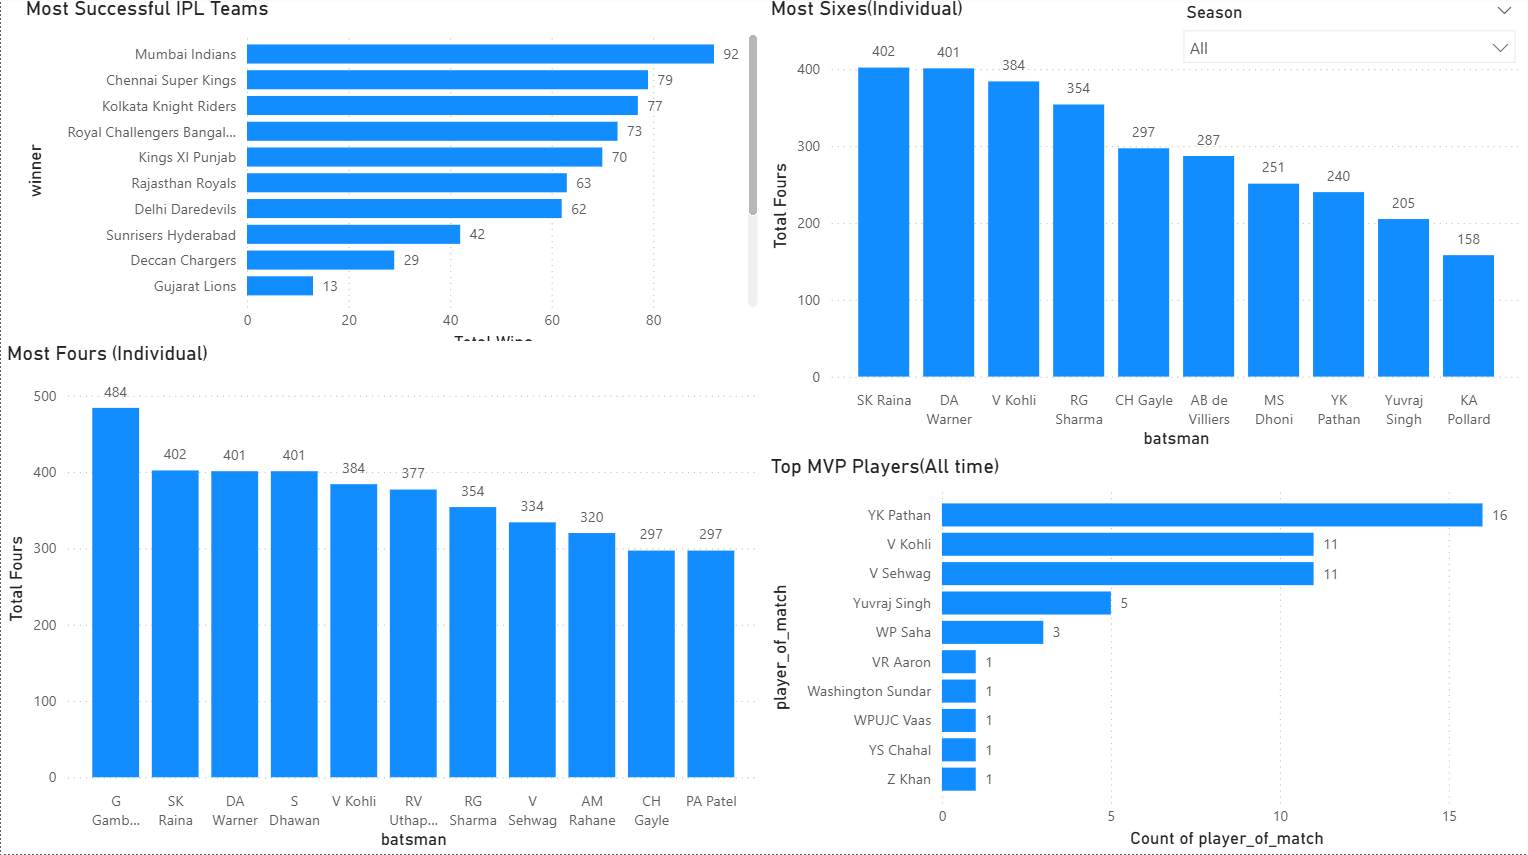 Most Successful IPL Teams
winner
Mumbai Indians 92
Chennai Super Kings 79
Kolkata Knight Riders 77
Royal Challengers Bangal... 73
Kings XI Punjab 70
Rajasthan Royals 63
Delhi Daredevils 62
Sunrisers Hyderabad 42
Deccan Chargers 29
Gujarat Lions 13
0 20 40 60 80
Total Wins
Most Sixes(Individual)
Season
All
Total Fours
400
300
200
100
0
402 401 384 354 297 287 251 240 205 158
SK Raina DA Warner V Kohli RG Sharma CH Gayle AB de Villiers MS Dhoni YK Pathan Yuvraj Singh KA Pollard
batsman
Most Fours (Individual)
Total Fours
500
400
300
200
100
0
484 402 401 401 384 377 354 334 320 297 297
G Gamb... SK Raina DA Warner S Dhawan V Kohli RV Uthap... RG Sharma V Sehwag AM Rahane CH Gayle PA Patel
batsman
Top MVP Players(All time)
player_of_match
YK Pathan 16
V Kohli 11
V Sehwag 11
Yuvraj Singh 5
WP Saha 3
VR Aaron 1
Washington Sundar 1
WPUJC Vaas 1
YS Chahal 1
Z Khan 1
0 5 10 15
Count of player_of_match